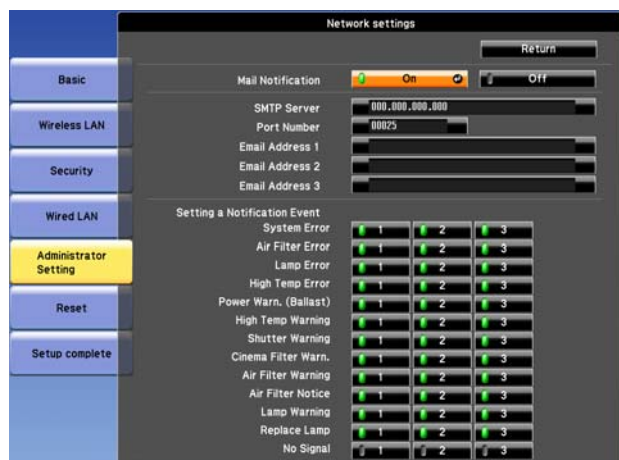 Network settings
Return
Basic
Wireless LAN
Security
Wired LAN
Administrator
Setting
Reset
Setup complete
Mail Notification On Off
SMTP Server 000.000.000.000
Port Number 00025
Email Address 1
Email Address 2
Email Address 3
Setting a Notification Event
System Error 1 2 3
Air Filter Error 1 2 3
Lamp Error 1 2 3
High Temp Error 1 2 3
Power Warn. (Ballast) 1 2 3
High Temp Warning 1 2 3
Shutter Warning 1 2 3
Cinema Filter Warn. 1 2 3
Air Filter Warning 1 2 3
Air Filter Notice 1 2 3
Lamp Warning 1 2 3
Replace Lamp 1 2 3
No Signal 1 2 3